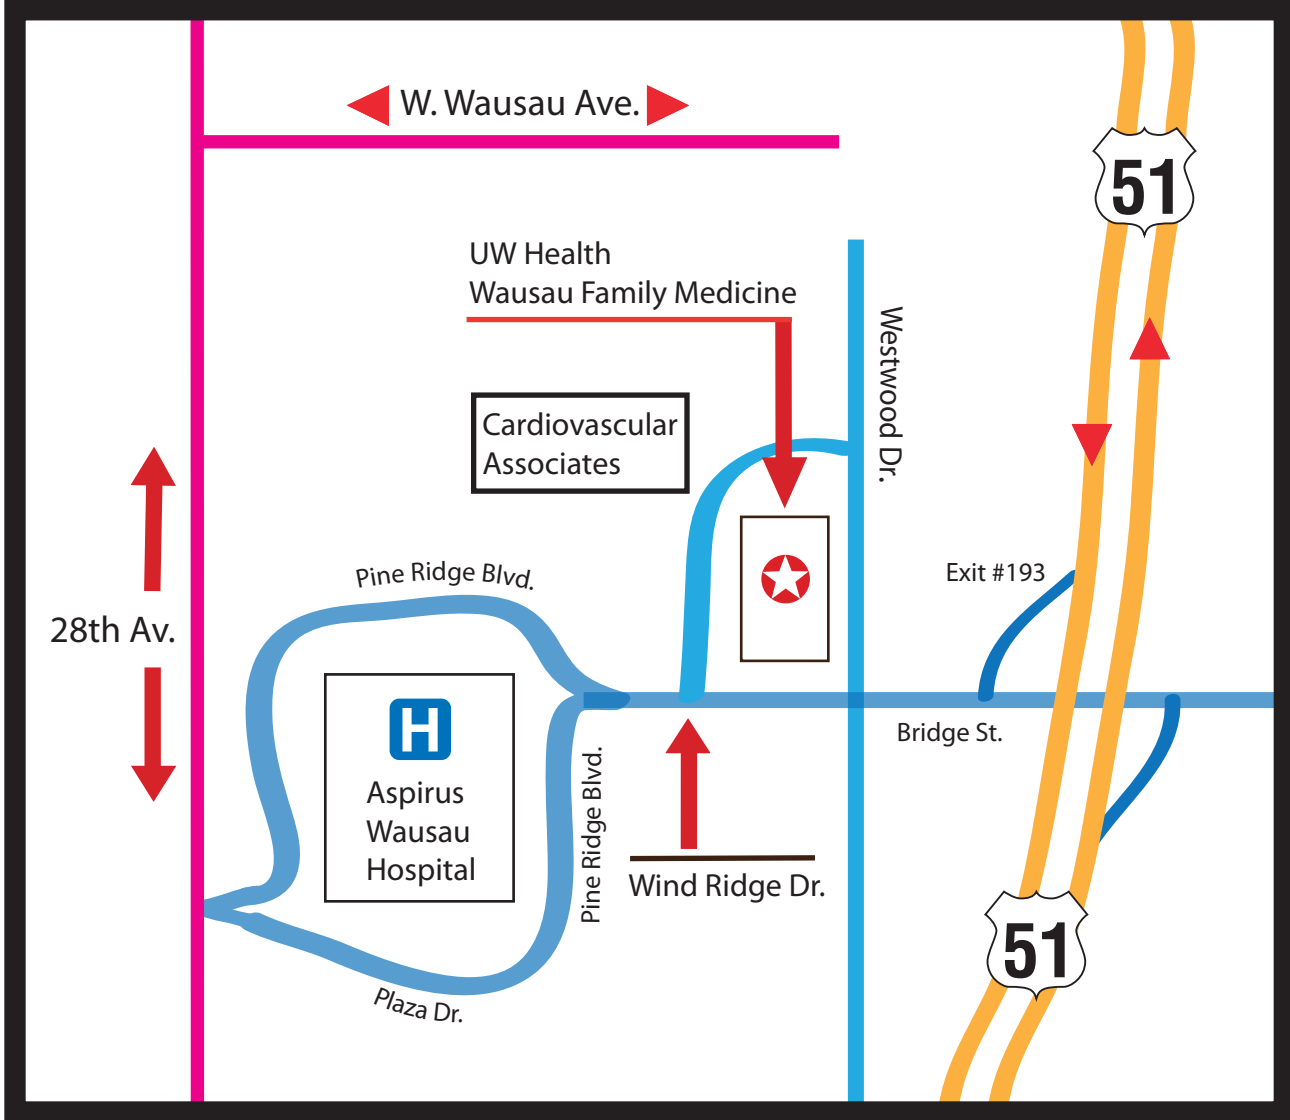 W. Wausau Ave.
51
UW Health
Wausau Family Medicine
Westwood Dr.
Cardiovascular
Associates
Pine Ridge Blvd.
Exit #193
28th Av.
H
Aspirus
Wausau
Hospital
Pine Ridge Blvd.
Bridge St.
Wind Ridge Dr.
51
Plaza Dr.